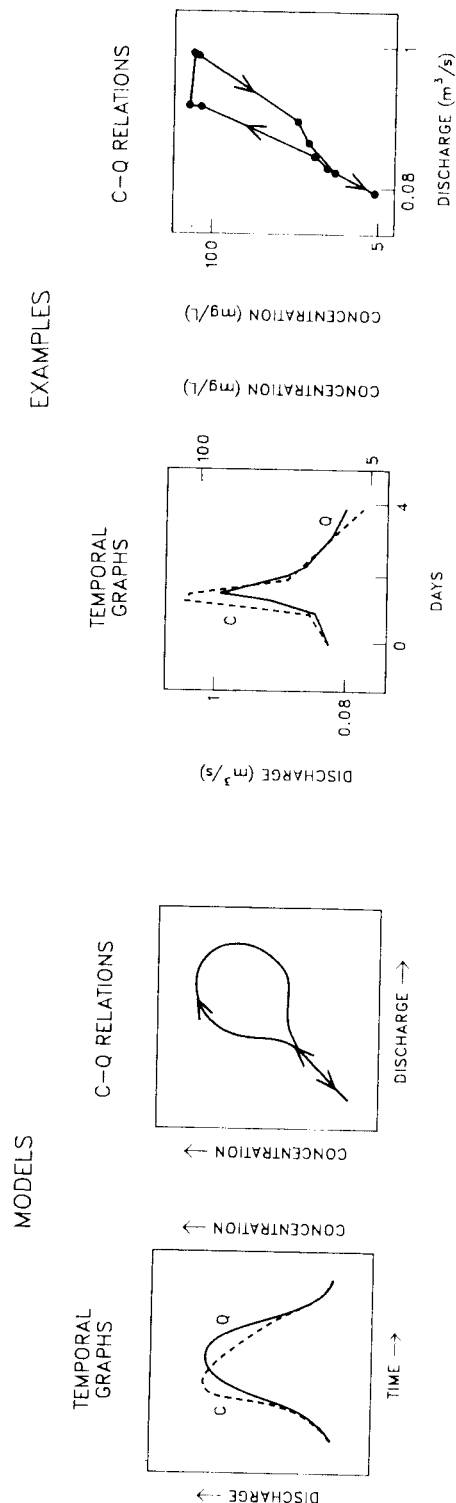 MODELS
TEMPORAL
GRAPHS
DISCHARGE →
C
Q
TIME →
CONCENTRATION →
C–Q RELATIONS
CONCENTRATION →
DISCHARGE →
EXAMPLES
TEMPORAL
GRAPHS
DISCHARGE (m³/s)
1
0.08
C
Q
0
4
DAYS
100
5
CONCENTRATION (mg/L)
C–Q RELATIONS
CONCENTRATION (mg/L)
100
5
0.08
1
DISCHARGE (m³/s)